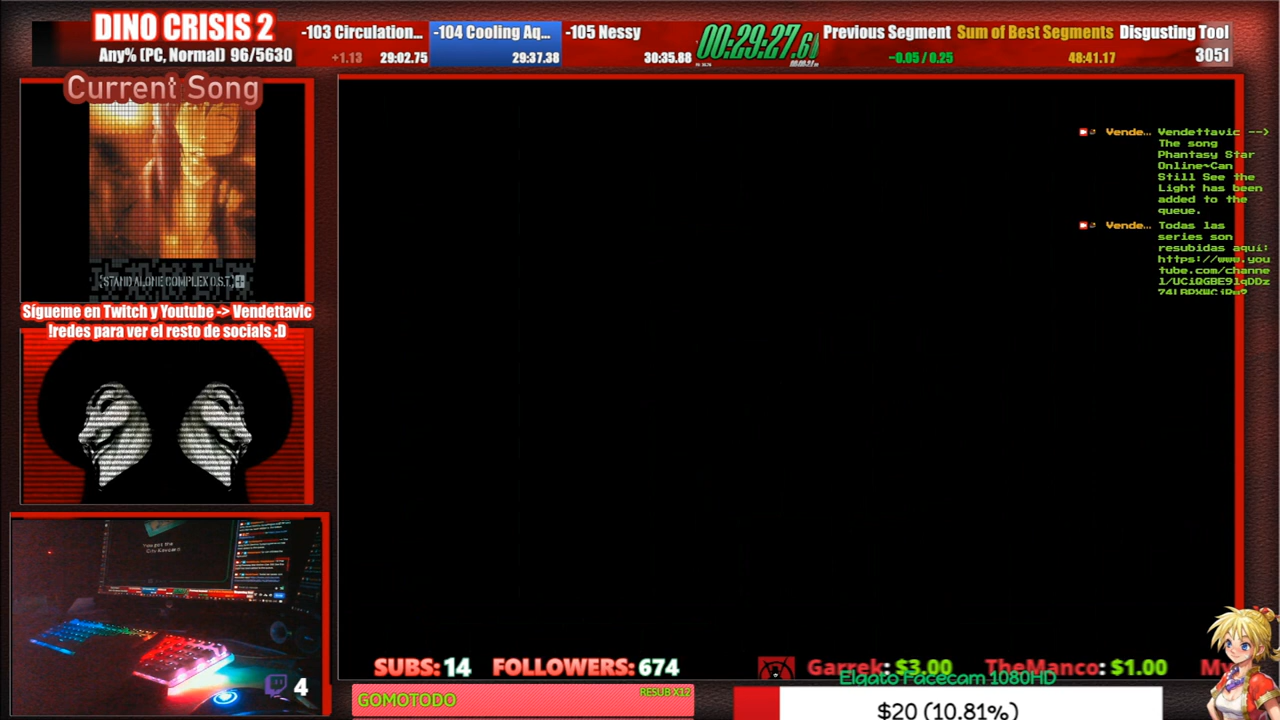 DINO CRISIS 2
Any% (PC, Normal) 96/5630
-103 Circulation...
+1.13 29:02.75
-104 Cooling Aq...
29:37.38
-105 Nessy
30:35.88
00:29:27.61
Previous Segment
-0.05 / 0.25
Sum of Best Segments
48:41.17
Disgusting Tool
3051
Current Song
STAND ALONE COMPLEX O.S.T.+
Sígueme en Twitch y Youtube -> Vendettavic
!redes para ver el resto de socials :D
Vende... Vendettavic -->
The song
Phantasy Star
Online~Can
Still See the
Light has been
added to the
queue.
Vende... Todas las
series son
resubidas aquí:
https://www.you
tube.com/channe
4
SUBS: 14 FOLLOWERS: 674
Garrek: $3.00 TheManco: $1.00 My
Elgato Facecam 1080HD
GOMOTODO
RESUB X12
$20 (10.81%)